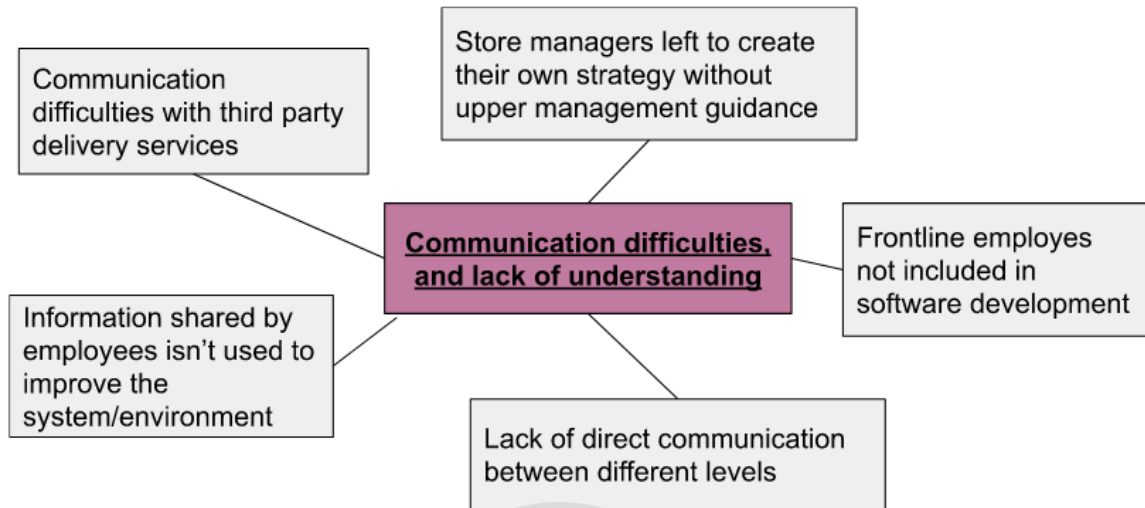 Store managers left to create
their own strategy without
upper management guidance
Communication
difficulties with third party
delivery services
Communication difficulties,
and lack of understanding
Frontline employes
not included in
software development
Information shared by
employees isn’t used to
improve the
system/environment
Lack of direct communication
between different levels